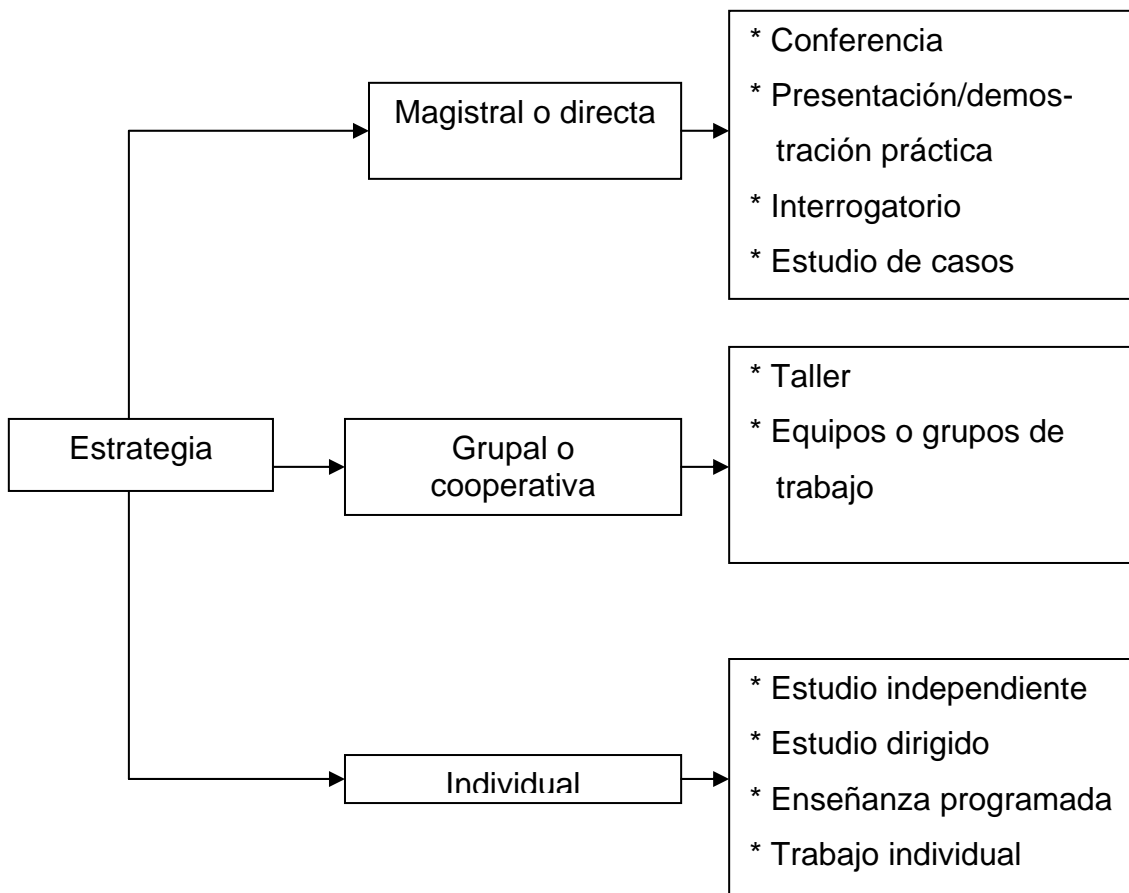 * Conferencia
* Presentación/demos-
tración práctica
* Interrogatorio
* Estudio de casos
Magistral o directa
* Taller
* Equipos o grupos de
trabajo
Estrategia
Grupal o
cooperativa
* Estudio independiente
* Estudio dirigido
* Enseñanza programada
* Trabajo individual
Individual